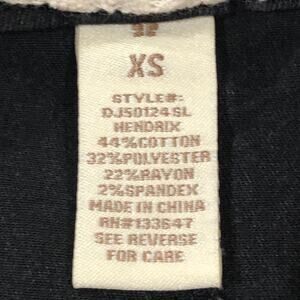 XS
STYLE#:
DJ50124SL
HENDRIX
44%COTTON
32%POLYESTER
22%RAYON
2%SPANDEX
MADE IN CHINA
RN#133647
SEE REVERSE
FOR CARE